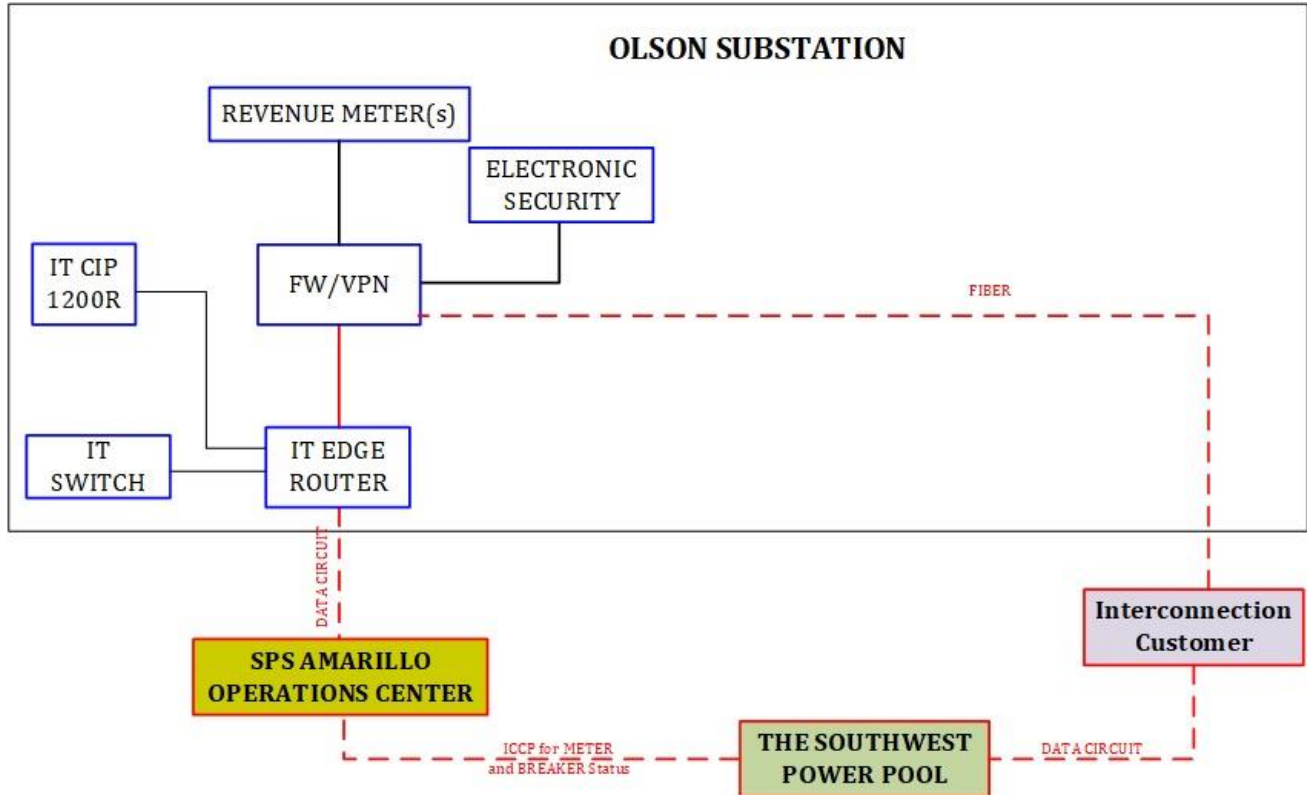 OLSON SUBSTATION
REVENUE METER(s)
ELECTRONIC
SECURITY
IT CIP
1200R
FW/VPN
FIBER
IT
SWITCH
IT EDGE
ROUTER
DATA CIRCUIT
Interconnection
Customer
SPS AMARILLO
OPERATIONS CENTER
ICCP for METER
and BREAKER Status
THE SOUTHWEST
POWER POOL
DATA CIRCUIT